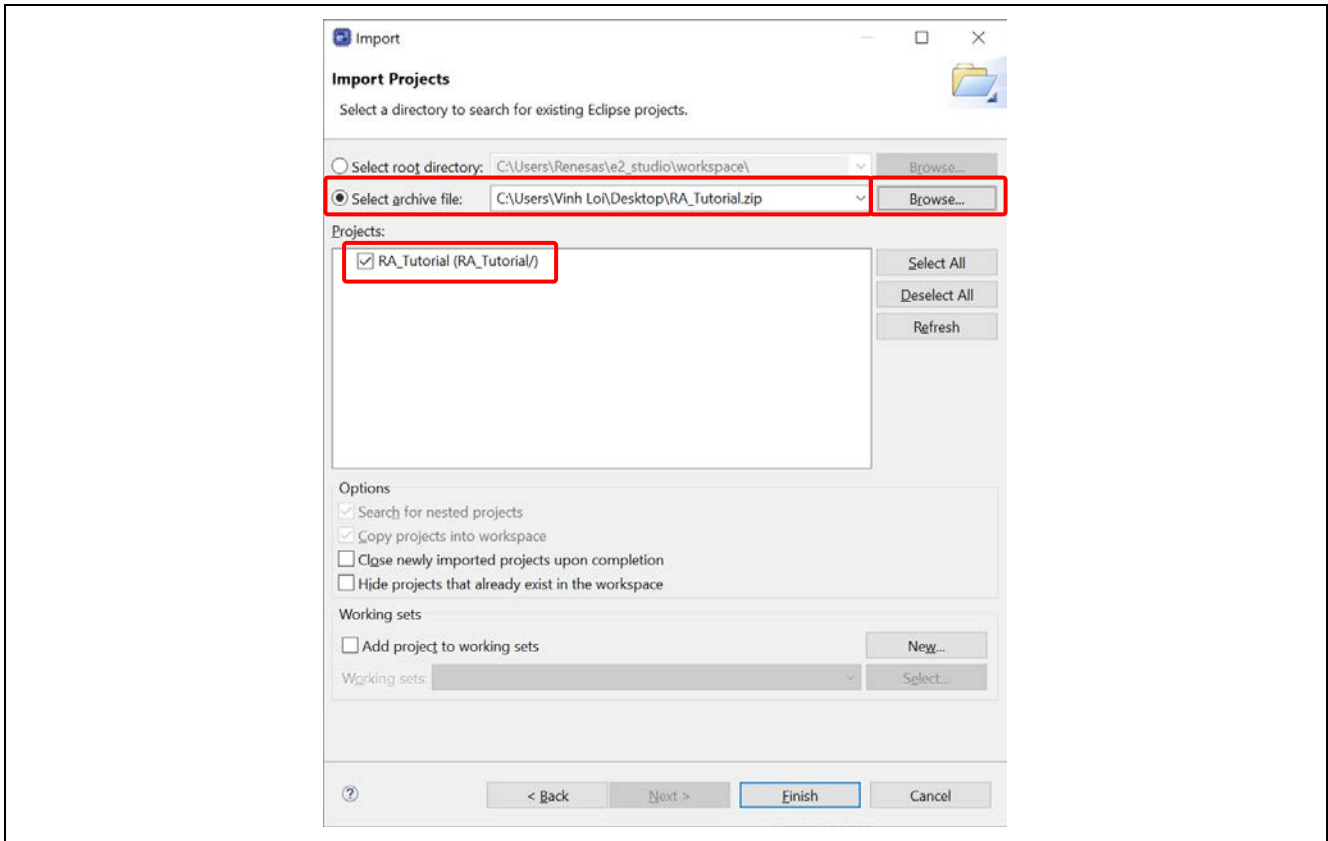 Import
Import Projects
Select a directory to search for existing Eclipse projects.
Select root directory: C:\Users\Renesas\e2_studio\workspace\ Browse...
Select archive file: C:\Users\Vinh Loi\Desktop\RA_Tutorial.zip Browse...
Projects:
RA_Tutorial (RA_Tutorial/)
Select All
Deselect All
Refresh
Options
Search for nested projects
Copy projects into workspace
Close newly imported projects upon completion
Hide projects that already exist in the workspace
Working sets
Add project to working sets New...
Working sets: Select...
? < Back Next > Finish Cancel